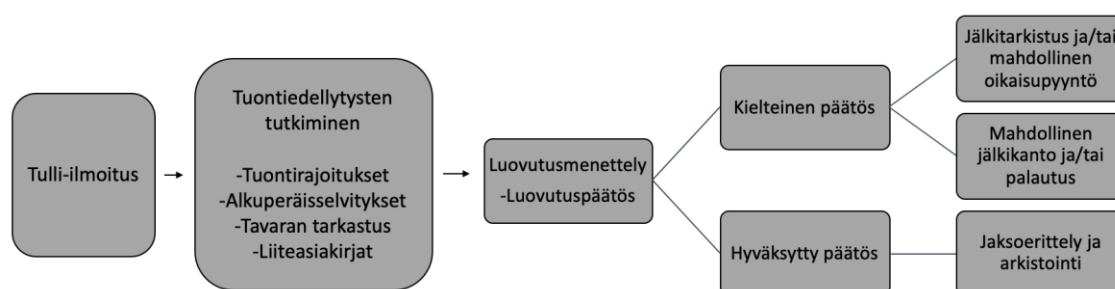 Tulli-ilmoitus
Tuontiedellytysten
tutkiminen
-Tuontirajoitukset
-Alkuperäisselvitykset
-Tavaran tarkastus
-Liiteasiakirjat
Luovutusmenettely
-Luovutuspäätös
Kielteinen päätös
Hyväksytty päätös
Jälkitarkistus ja/tai
mahdollinen
oikaisupyyntö
Mahdollinen
jälkikanto ja/tai
palautus
Jaksoerittely ja
arkistointi